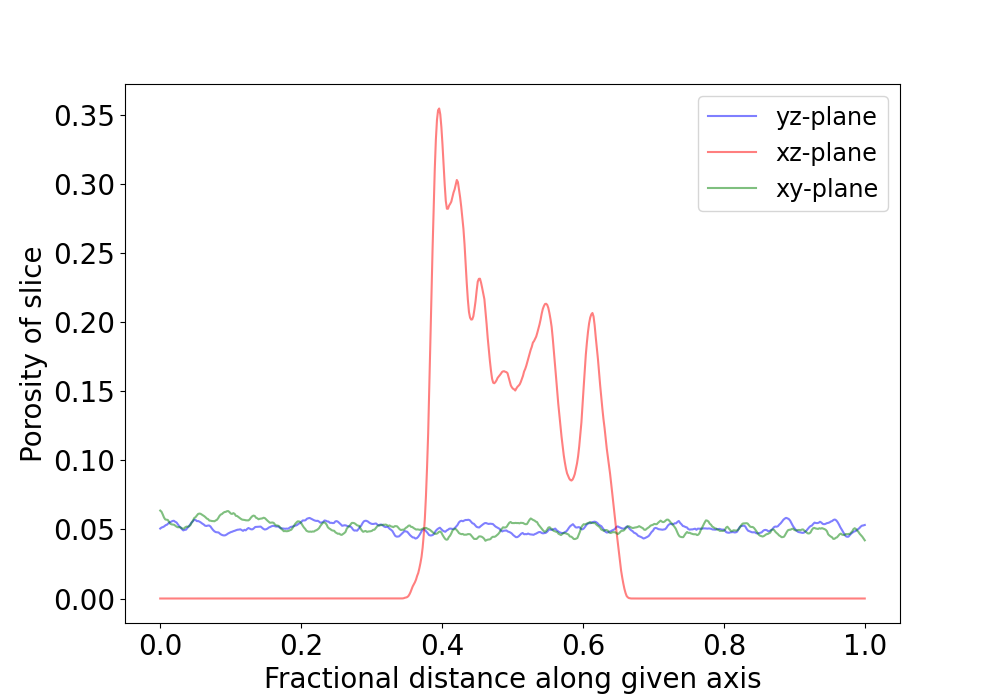 yz-plane
xz-plane
xy-plane
0.35
0.30
0.25
0.20
0.15
0.10
0.05
0.00
Porosity of slice
0.0 0.2 0.4 0.6 0.8 1.0
Fractional distance along given axis